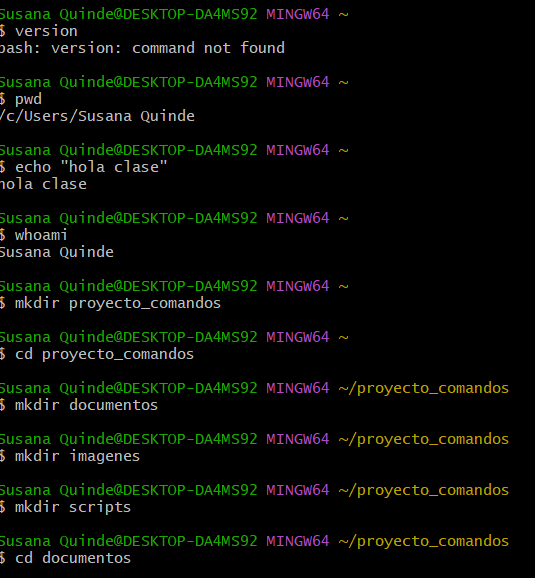 Susana Quinde@DESKTOP-DA4MS92 MINGW64 ~
$ version
bash: version: command not found
Susana Quinde@DESKTOP-DA4MS92 MINGW64 ~
$ pwd
/c/Users/Susana Quinde
Susana Quinde@DESKTOP-DA4MS92 MINGW64 ~
$ echo "hola clase"
hola clase
Susana Quinde@DESKTOP-DA4MS92 MINGW64 ~
$ whoami
Susana Quinde
Susana Quinde@DESKTOP-DA4MS92 MINGW64 ~
$ mkdir proyecto_comandos
Susana Quinde@DESKTOP-DA4MS92 MINGW64 ~
$ cd proyecto_comandos
Susana Quinde@DESKTOP-DA4MS92 MINGW64 ~/proyecto_comandos
$ mkdir documentos
Susana Quinde@DESKTOP-DA4MS92 MINGW64 ~/proyecto_comandos
$ mkdir imagenes
Susana Quinde@DESKTOP-DA4MS92 MINGW64 ~/proyecto_comandos
$ mkdir scripts
Susana Quinde@DESKTOP-DA4MS92 MINGW64 ~/proyecto_comandos
$ cd documentos